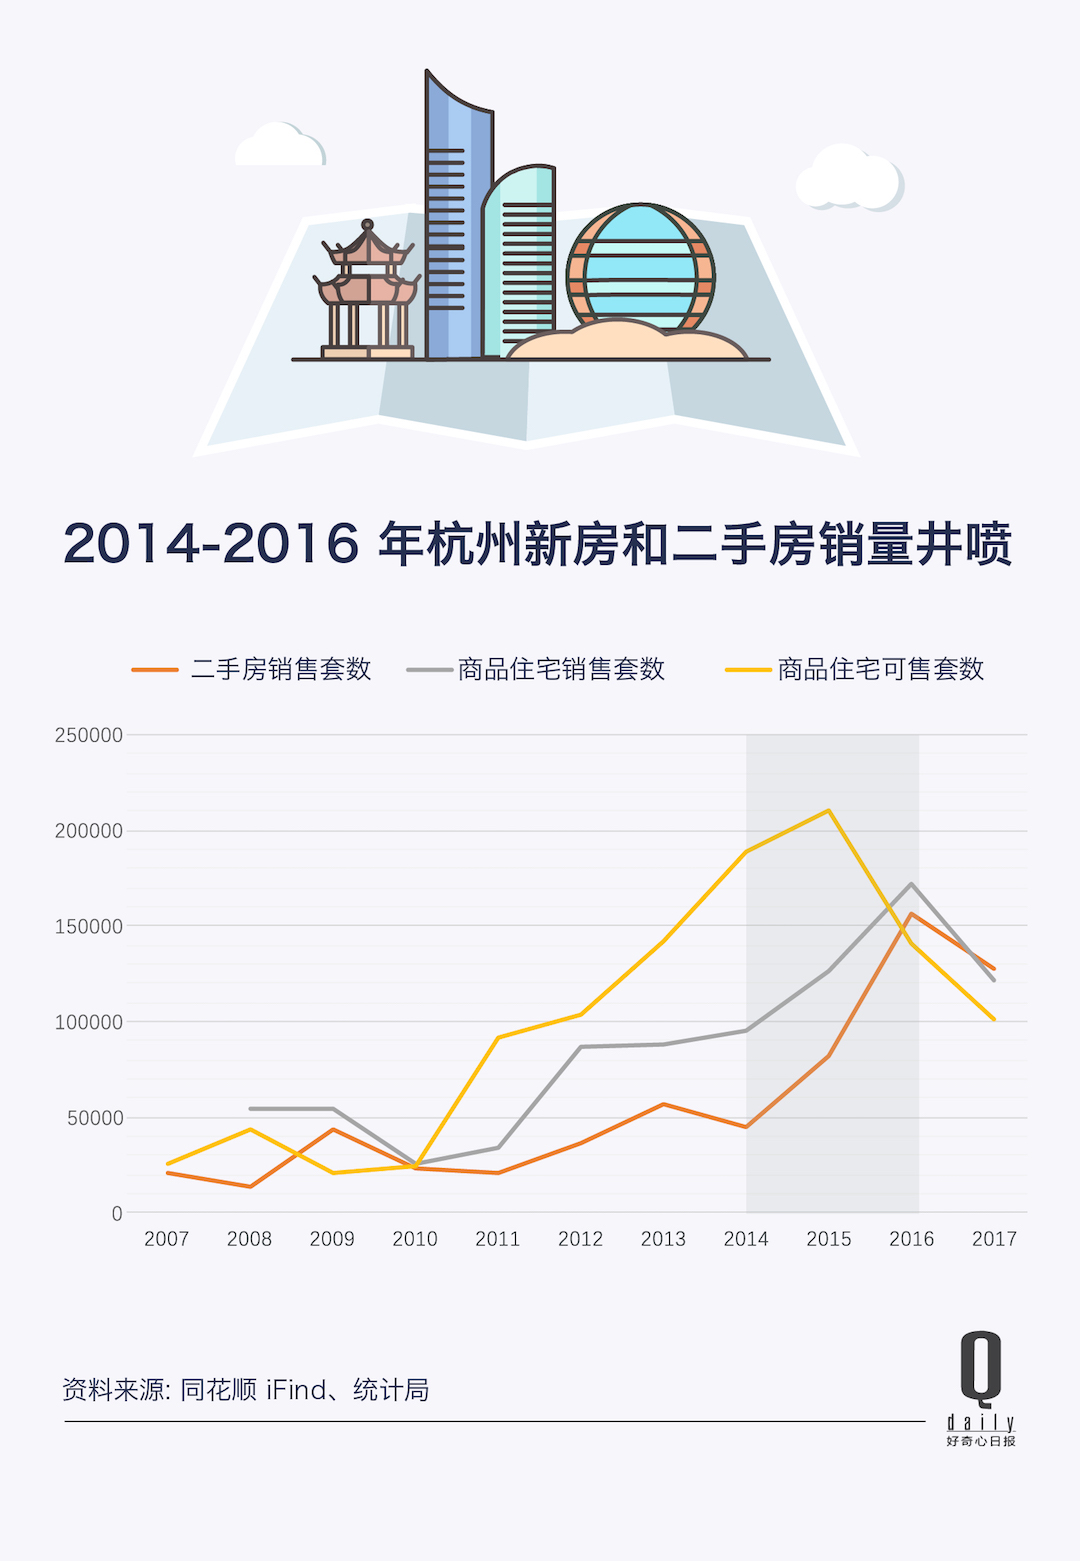 2014-2016 年杭州新房和二手房销量井喷
二手房销售套数 商品住宅销售套数 商品住宅可售套数
250000
200000
150000
100000
50000
0
2007 2008 2009 2010 2011 2012 2013 2014 2015 2016 2017
资料来源: 同花顺 iFind、统计局
Q
daily
好奇心日报